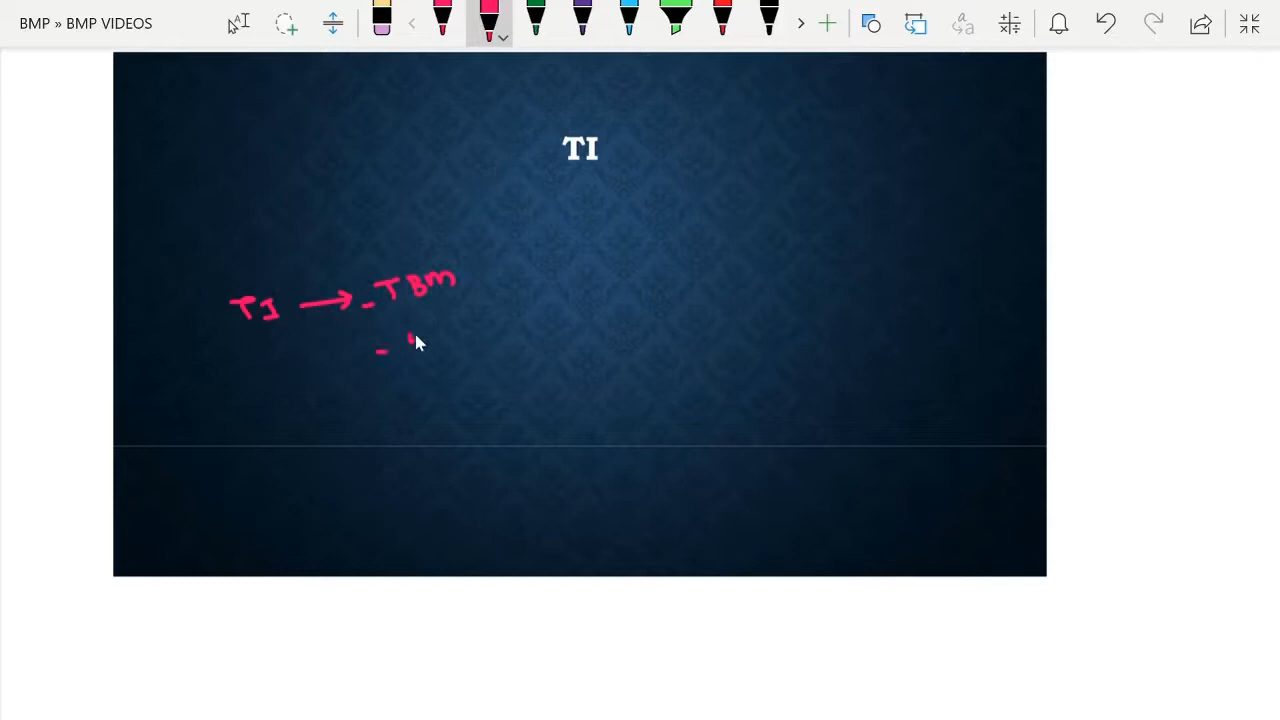 BMP » BMP VIDEOS
TI
TI → - TBM
-